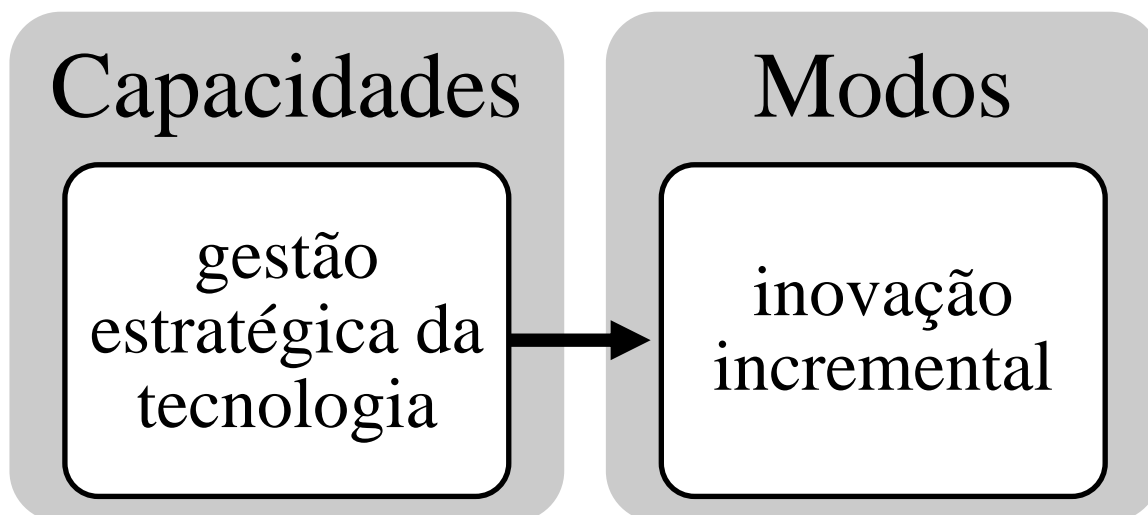 Capacidades
gestão
estratégica da
tecnologia
Modos
inovação
incremental